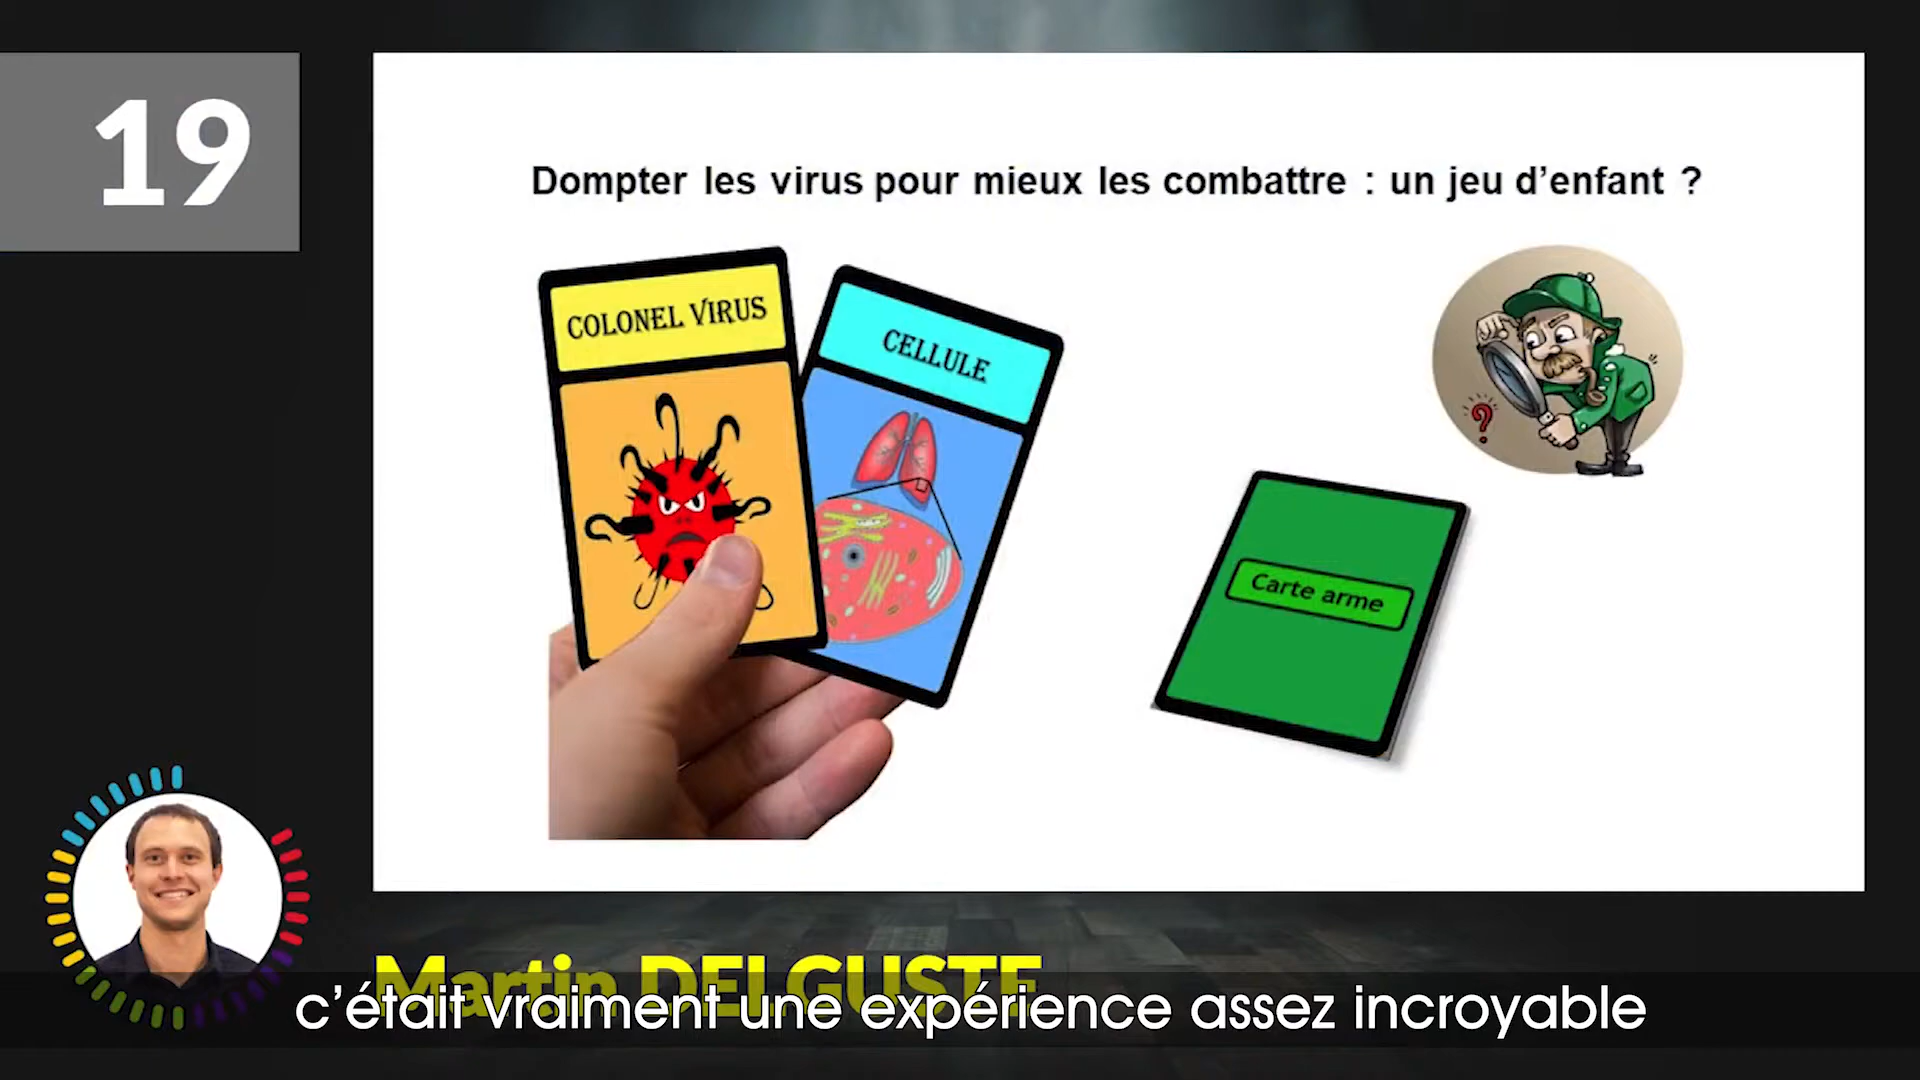 19
Dompter les virus pour mieux les combattre : un jeu d’enfant ?
COLONEL VIRUS
CELLULE
?
Carte arme
Martin DELGUSTE
c’était vraiment une expérience assez incroyable